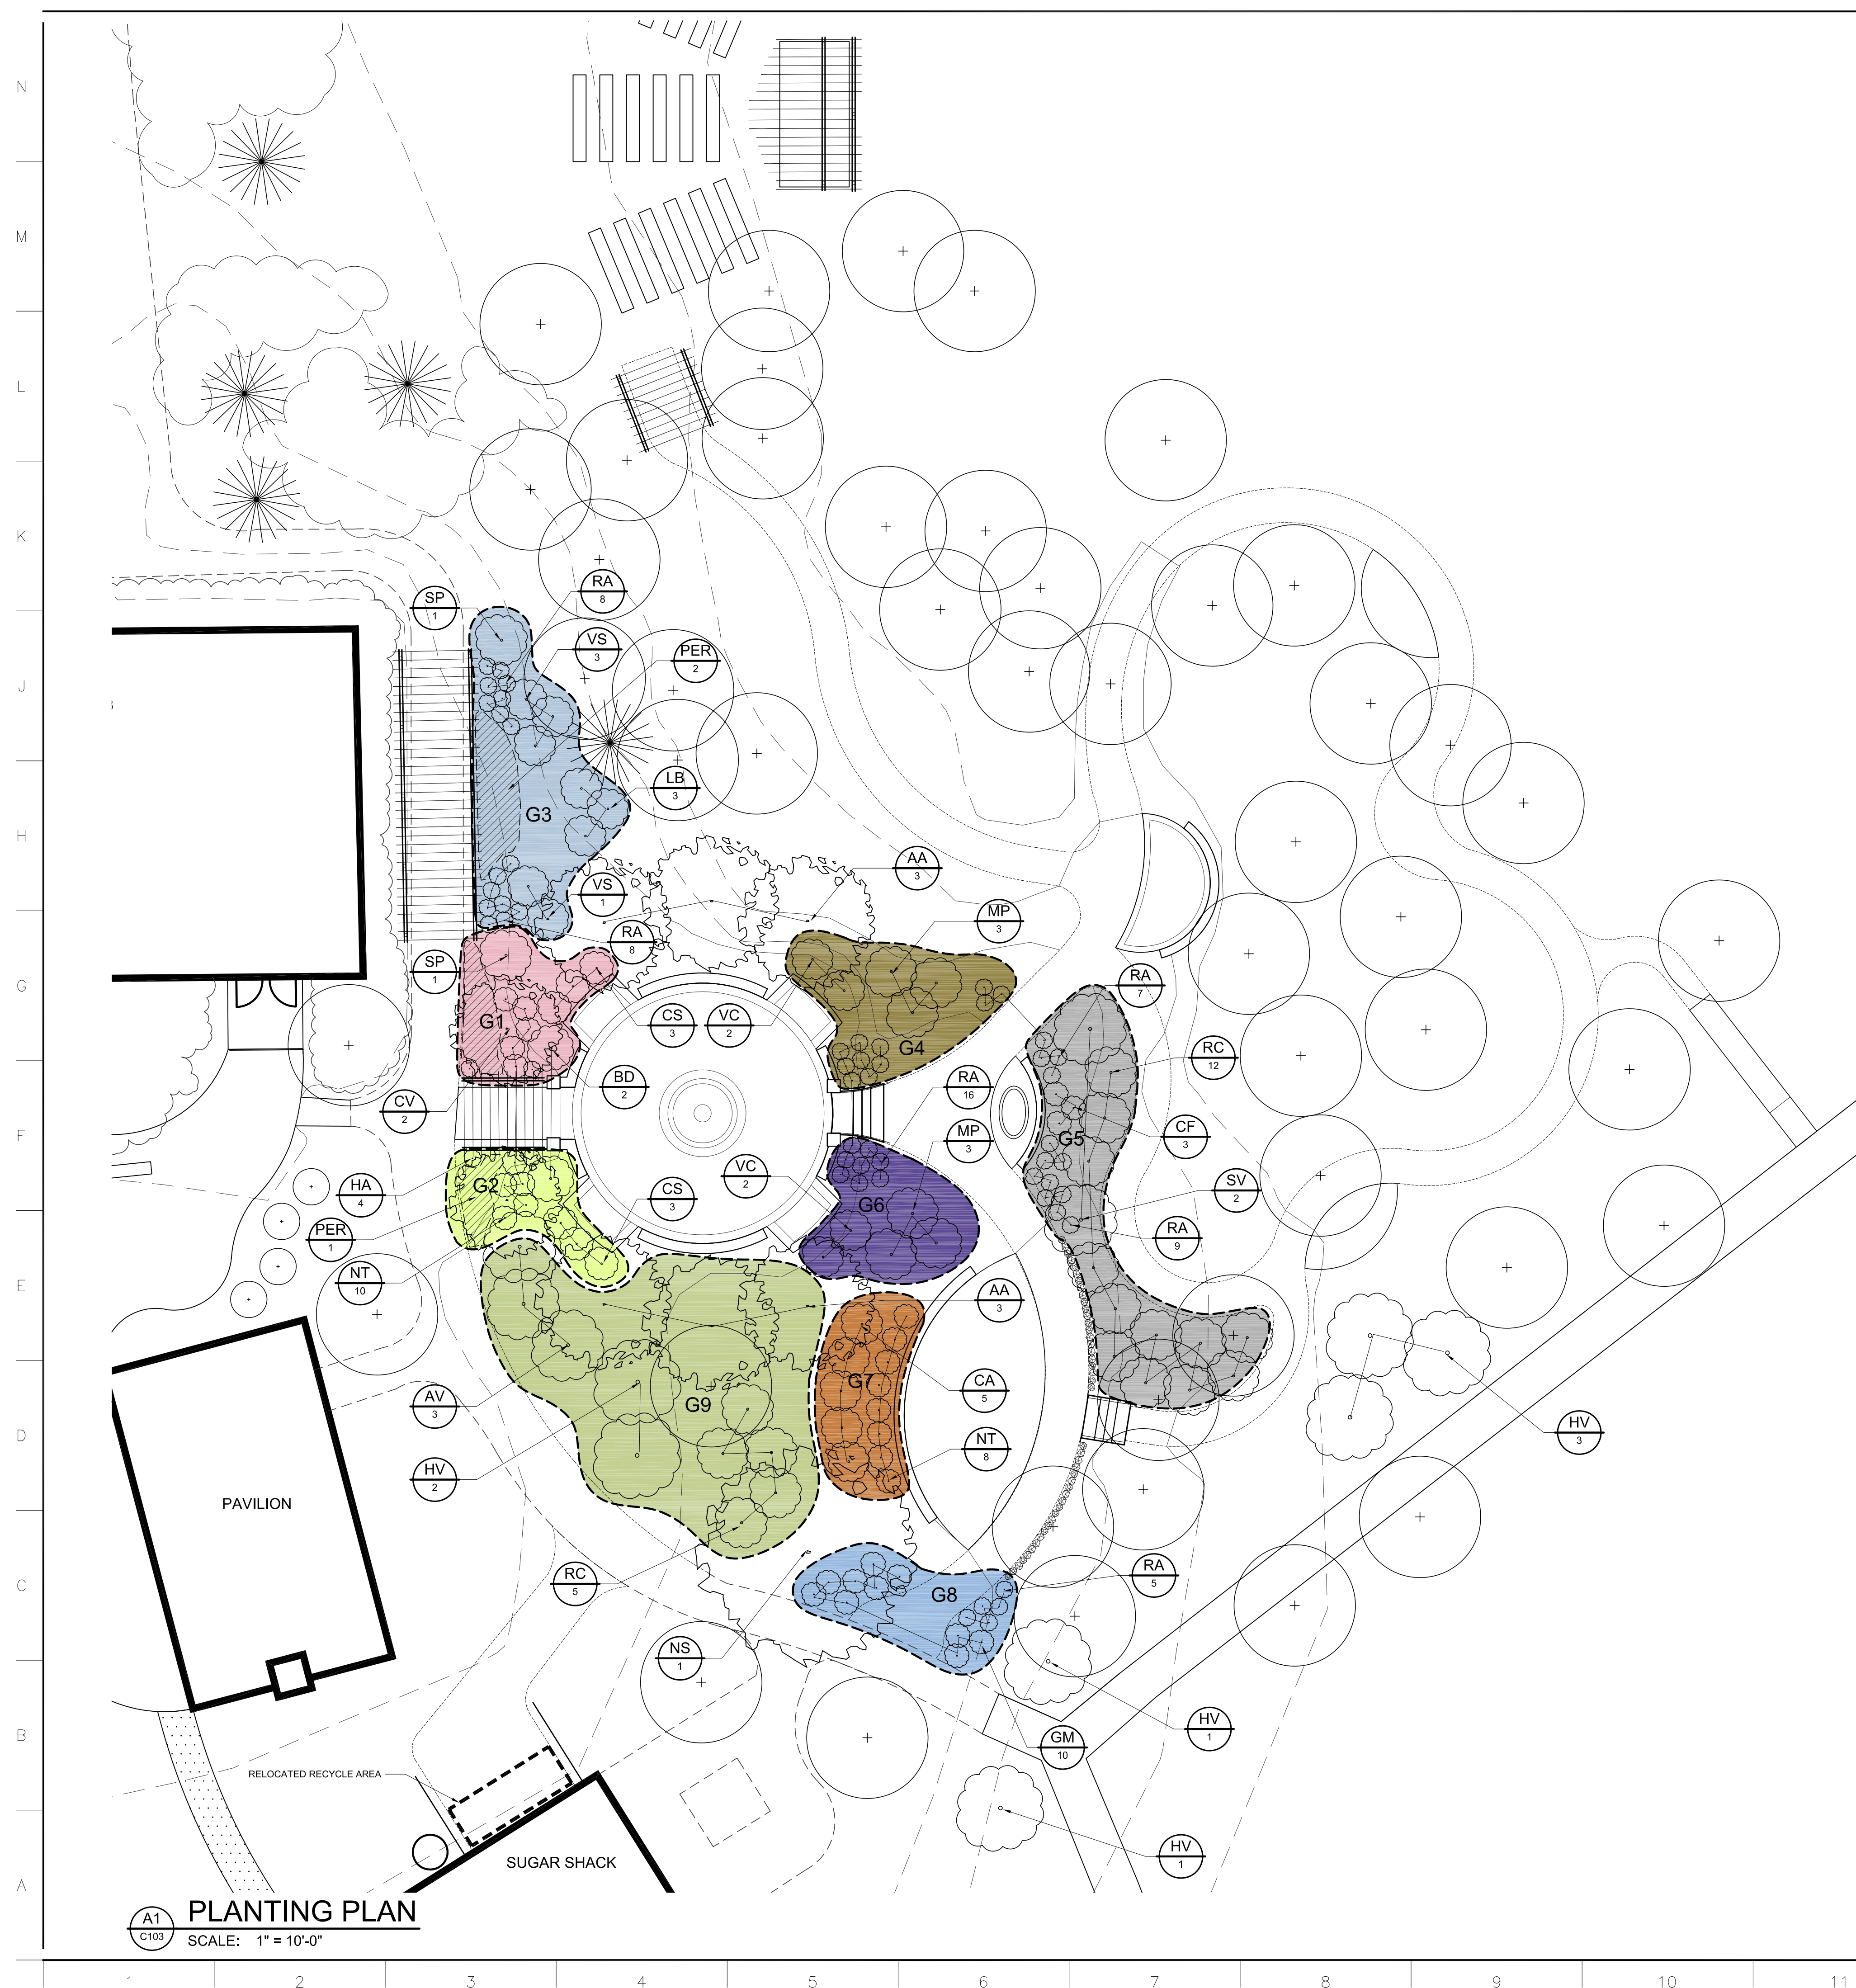 N
M
L
K
J
H
G
F
E
D
C
B
A
RA
8
SP
1
VS
3
PER
2
LB
3
G3
AA
3
VS
1
MP
3
RA
8
SP
1
RA
7
G1
CS
3
VC
2
G4
RC
12
BD
2
RA
16
CV
2
CF
3
G5
MP
3
VC
2
HA
4
G2
CS
3
SV
2
G6
PER
1
RA
9
NT
10
AA
3
G7
CA
5
AV
3
G9
HV
3
NT
8
HV
2
PAVILION
RC
5
RA
5
G8
NS
1
HV
1
GM
10
RELOCATED RECYCLE AREA
HV
1
SUGAR SHACK
A1
C103
PLANTING PLAN
SCALE: 1" = 10'-0"
1 2 3 4 5 6 7 8 9 10 11